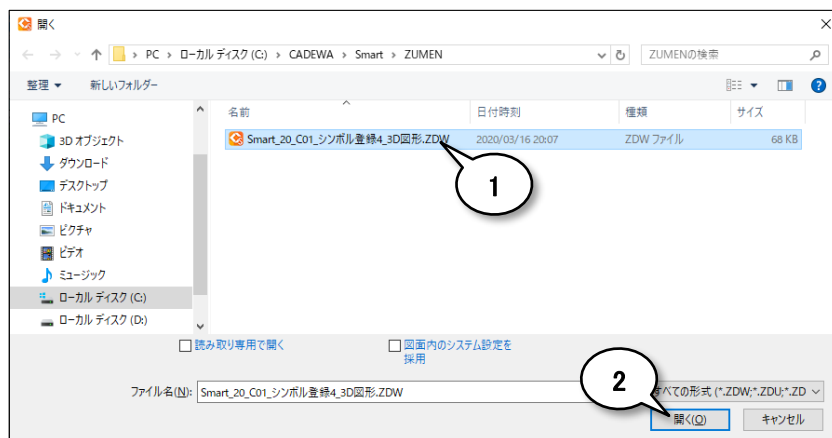 開く
PC › ローカル ディスク (C:) › CADEWA › Smart › ZUMEN
ZUMENの検索
整理 新しいフォルダー
名前 日付時刻 種類 サイズ
Smart_20_C01_シンボル登録4_3D図形.ZDW 2020/03/16 20:07 ZDW ファイル 68 KB
PC
3D オブジェクト
ダウンロード
デスクトップ
ドキュメント
ピクチャ
ビデオ
ミュージック
ローカル ディスク (C:)
ローカル ディスク (D:)
1
読み取り専用で開く
図面内のシステム設定を
採用
2
ファイル名(N): Smart_20_C01_シンボル登録4_3D図形.ZDW
べての形式 (*.ZDW;*.ZDU;*.ZD
開く(O) キャンセル